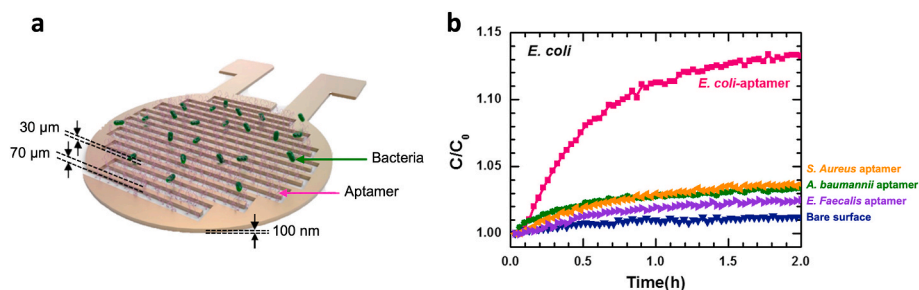 a
30 μm
70 μm
Bacteria
Aptamer
100 nm
b
E. coli
E. coli-aptamer
S. Aureus aptamer
A. baumannii aptamer
E. Faecalis aptamer
Bare surface
C/C0
1.15
1.10
1.05
1.00
0.0 0.5 1.0 1.5 2.0
Time(h)